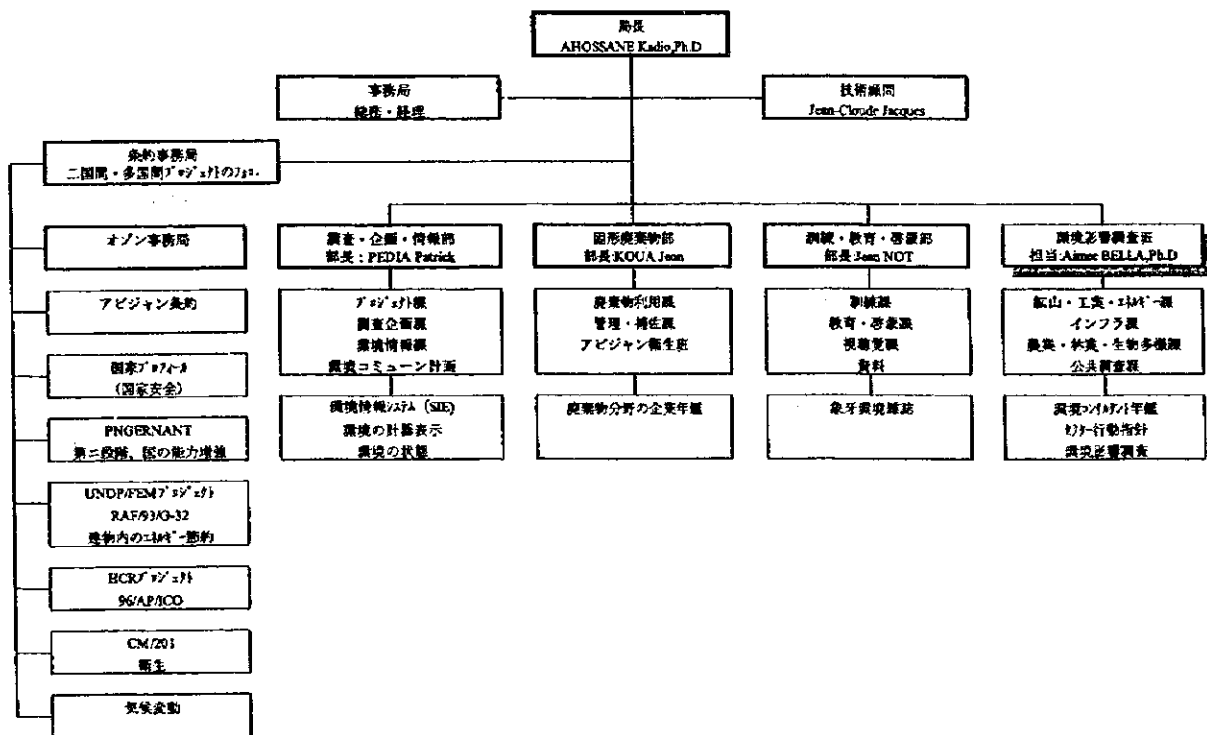 局長
AHOSSANE Kadio,Ph.D
事務局
総務・経理
技術顧問
Jean-Cloude Jacques
条約事務局
二国間・多国間プロジェクトのフォロー
オゾン事務局
調査・企画・情報部
部長：PEDIA Patrick
固形廃棄物部
部長:KOUA Jean
訓練・教育・啓蒙部
部長:Jean NOT
環境影響調査班
担当:Aimee BELLA,Ph.D
アビジャン条約
プロジェクト課
調査企画課
環境情報課
環境コミューン計画
廃棄物利用課
管理・補佐課
アビジャン衛生班
訓練課
教育・啓蒙課
視聴覚課
資料
鉱山・工業・エネルギー課
インフラ課
農業・林業・生物多様課
公共調査課
国家プロフィール
(国家安全)
環境情報システム (SIE)
環境の計器表示
環境の状態
廃棄物分野の企業年鑑
象牙環境雑誌
環境コンサルタント年鑑
セクター行動指針
環境影響調査
PNGERNANT
第二段階、国の能力増強
UNDP/FEMプロジェクト
RAF/93/G-32
建物内のエネルギー節約
HCRプロジェクト
96/AP/ICO
CM/201
衛生
気候変動